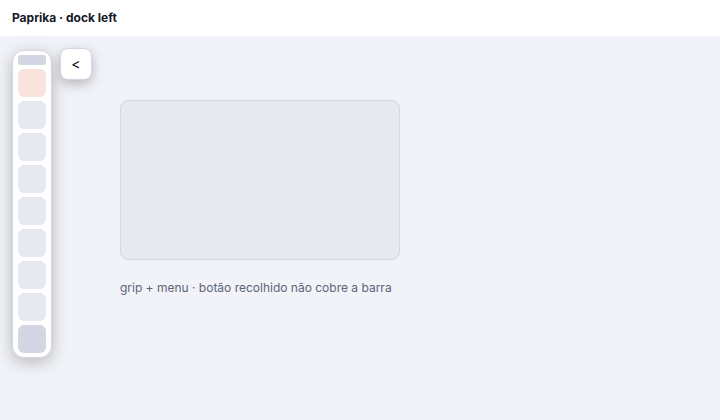 Paprika · dock left
<
grip + menu · botão recolhido não cobre a barra